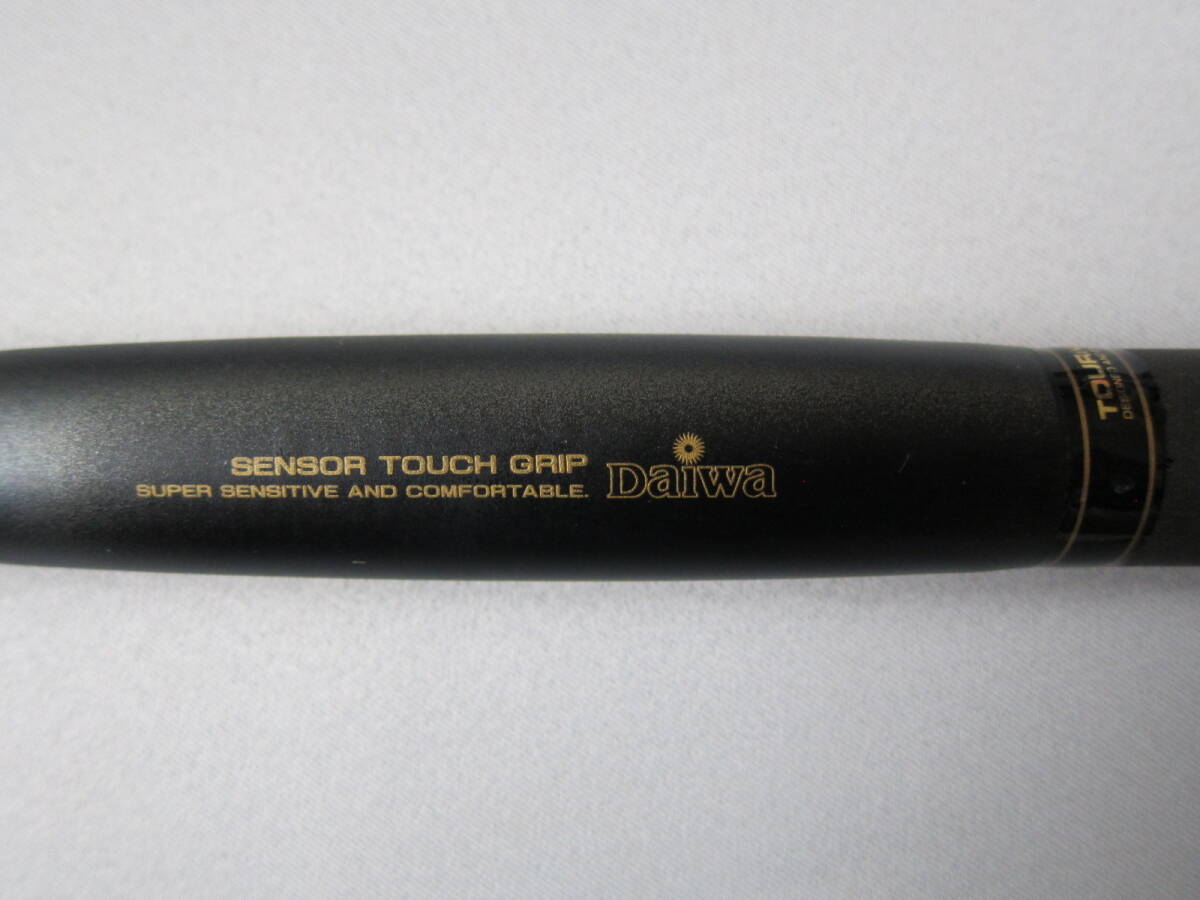 SENSOR TOUCH GRIP
SUPER SENSITIVE AND COMFORTABLE.
Daiwa